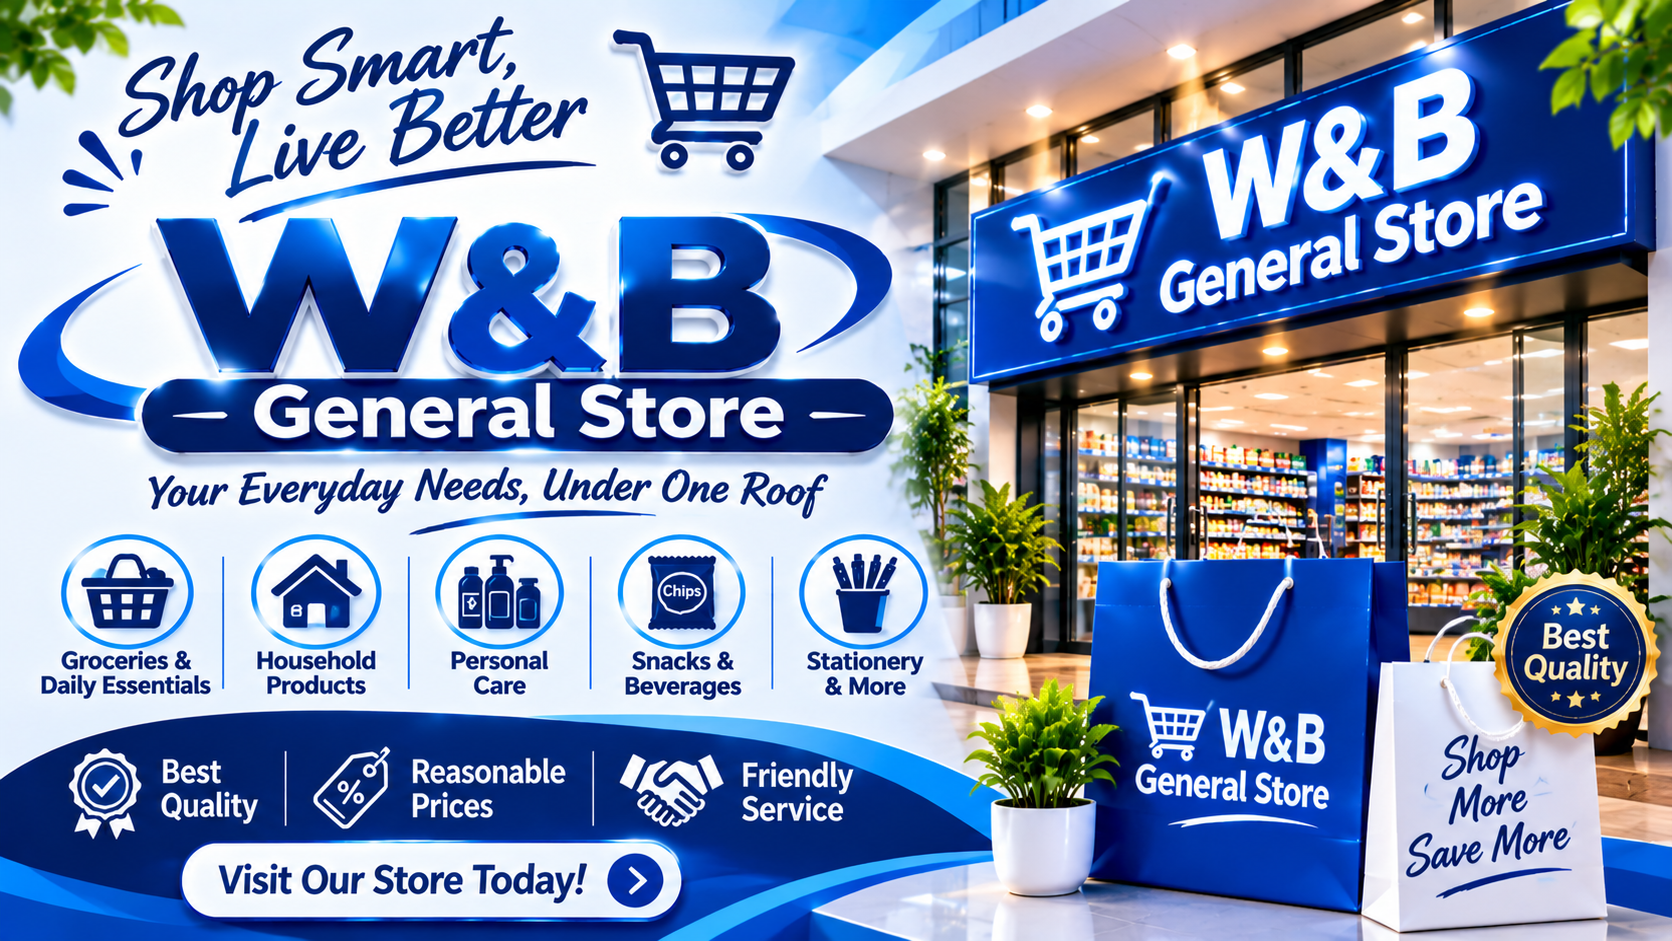 Shop Smart,
Live Better
W&B
General Store
Your Everyday Needs, Under One Roof
Groceries &
Daily Essentials
Household
Products
Personal
Care
Chips
Snacks &
Beverages
Stationery
& More
Best
Quality
Reasonable
Prices
Friendly
Service
Visit Our Store Today!
W&B
General Store
W&B
General Store
Shop
More
Save More
Best
Quality